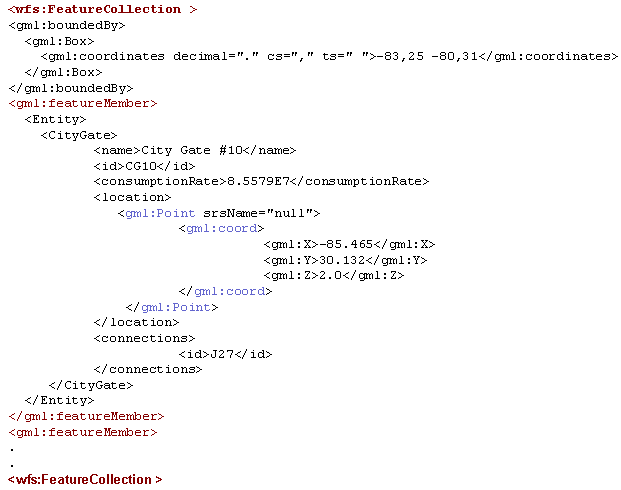 <wfs:FeatureCollection >
<gml:boundedBy>
<gml:Box>
<gml:coordinates decimal="." cs="," ts=" ">-83,25 -80,31</gml:coordinates>
</gml:Box>
</gml:boundedBy>
<gml:featureMember>
<Entity>
<CityGate>
<name>City Gate #10</name>
<id>CG10</id>
<consumptionRate>8.5579E7</consumptionRate>
<location>
<gml:Point srsName="null">
<gml:coord>
<gml:X>-85.465</gml:X>
<gml:Y>30.132</gml:Y>
<gml:Z>2.0</gml:Z>
</gml:coord>
</gml:Point>
</location>
<connections>
<id>J27</id>
</connections>
</CityGate>
</Entity>
</gml:featureMember>
<gml:featureMember>
.
.
<wfs:FeatureCollection >